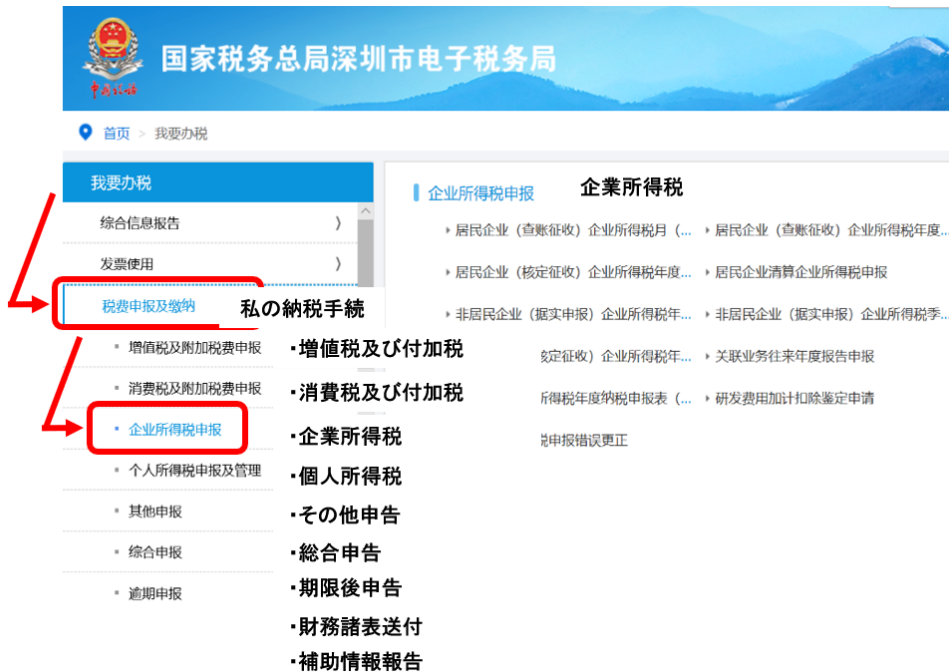 中国税务
国家税务总局深圳市电子税务局
首页 > 我要办税
我要办税
综合信息报告
发票使用
税费申报及缴纳
私の納税手続
增值税及附加税费申报
・増値税及び付加税
消费税及附加税费申报
・消費税及び付加税
企业所得税申报
・企業所得税
个人所得税申报及管理
・個人所得税
其他申报
・その他申告
综合申报
・総合申告
逾期申报
・期限後申告
・財務諸表送付
・補助情報報告
企业所得税申报
企業所得税
居民企业（查账征收）企业所得税月（...
居民企业（查账征收）企业所得税年度...
居民企业（核定征收）企业所得税年度...
居民企业清算企业所得税申报
非居民企业（据实申报）企业所得税年...
非居民企业（据实申报）企业所得税季...
定征收）企业所得税年...
关联业务往来年度报告申报
所得税年度纳税申报表（...
研发费用加计扣除鉴定申请
申报错误更正